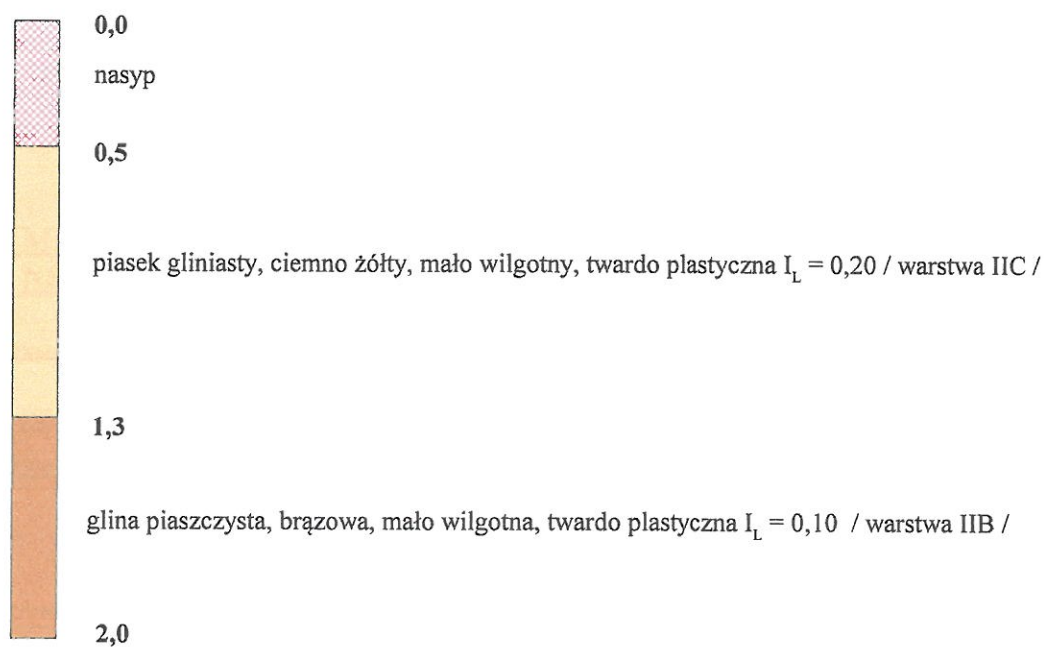 0,0
nasyp
0,5
piasek gliniasty, ciemno żółty, mało wilgotny, twardo plastyczna I_L = 0,20 / warstwa IIC /
1,3
glina piaszczysta, brązowa, mało wilgotna, twardo plastyczna I_L = 0,10 / warstwa IIB /
2,0